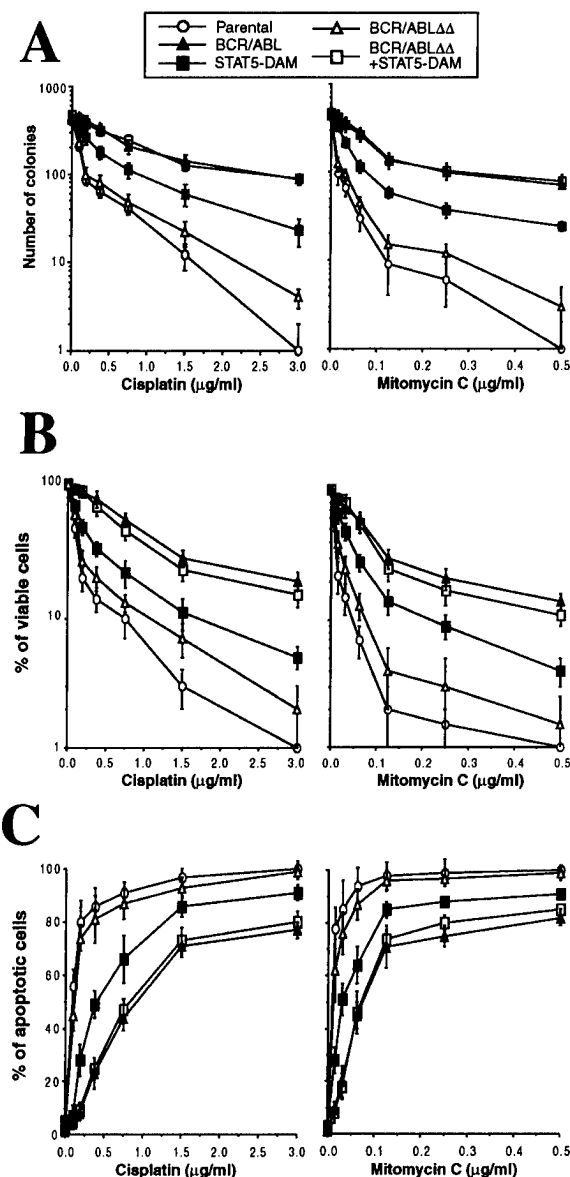 A
Parental
BCR/ABL
STAT5-DAM
BCR/ABLΔΔ
BCR/ABLΔΔ
+STAT5-DAM
Number of colonies
1000
100
10
1
0.0 0.5 1.0 1.5 2.0 2.5 3.0
Cisplatin (μg/ml)
0.0 0.1 0.2 0.3 0.4 0.5
Mitomycin C (μg/ml)
B
% of viable cells
100
10
1
0.0 0.5 1.0 1.5 2.0 2.5 3.0
Cisplatin (μg/ml)
0.0 0.1 0.2 0.3 0.4 0.5
Mitomycin C (μg/ml)
C
% of apoptotic cells
100
80
60
40
20
0
0.0 0.5 1.0 1.5 2.0 2.5 3.0
Cisplatin (μg/ml)
0.0 0.1 0.2 0.3 0.4 0.5
Mitomycin C (μg/ml)